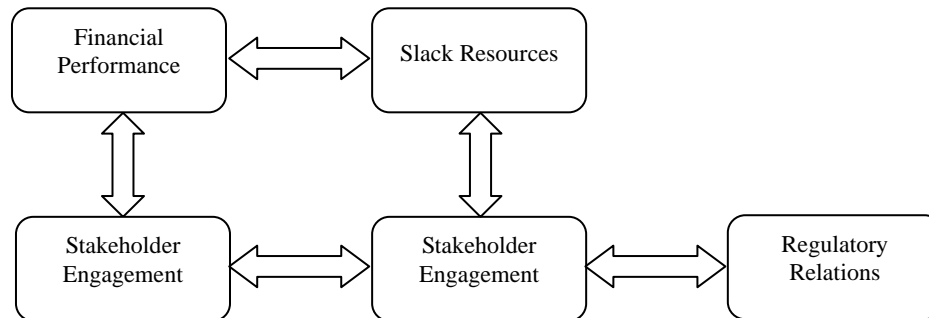 Financial
Performance
Slack Resources
Stakeholder
Engagement
Stakeholder
Engagement
Regulatory
Relations